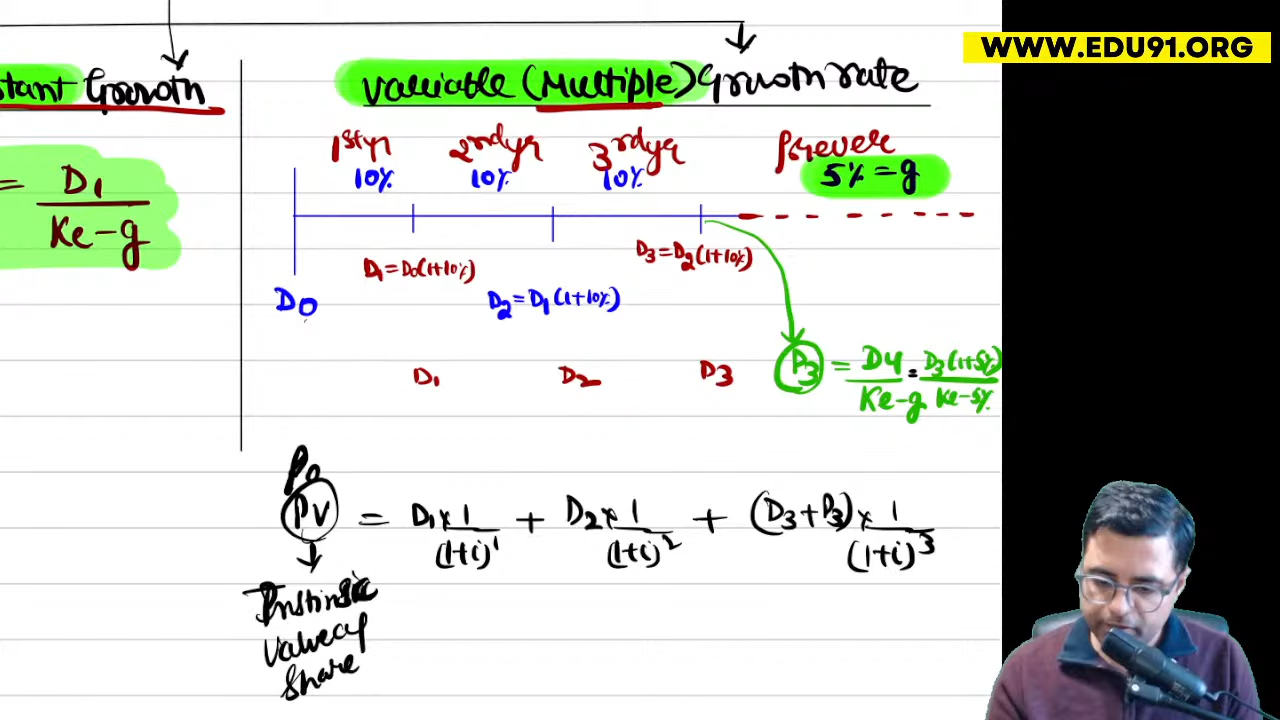 WWW.EDU91.ORG
stant Growth
Variable (Multiple) Growth rate
1st yr 2nd yr 3rd yr forever
10% 10% 10% 5% = g
= D1 / Ke-g
D1 = D0(1+10%)
D3 = D2(1+10%)
D0
D2 = D1(1+10%)
D1 D2 D3
P3 = D4 / Ke-g = D3(1+5%) / Ke-5%
P0
PV = D1 × 1/(1+i)^1 + D2 × 1/(1+i)^2 + (D3+P3) × 1/(1+i)^3
Value of
Share